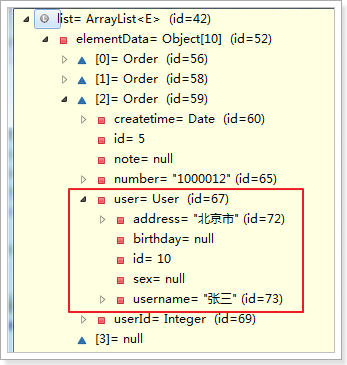 list= ArrayList<E> (id=42)
elementData= Object[10] (id=52)
[0]= Order (id=56)
[1]= Order (id=58)
[2]= Order (id=59)
createtime= Date (id=60)
id= 5
note= null
number= "1000012" (id=65)
user= User (id=67)
address= "北京市" (id=72)
birthday= null
id= 10
sex= null
username= "张三" (id=73)
userId= Integer (id=69)
[3]= null